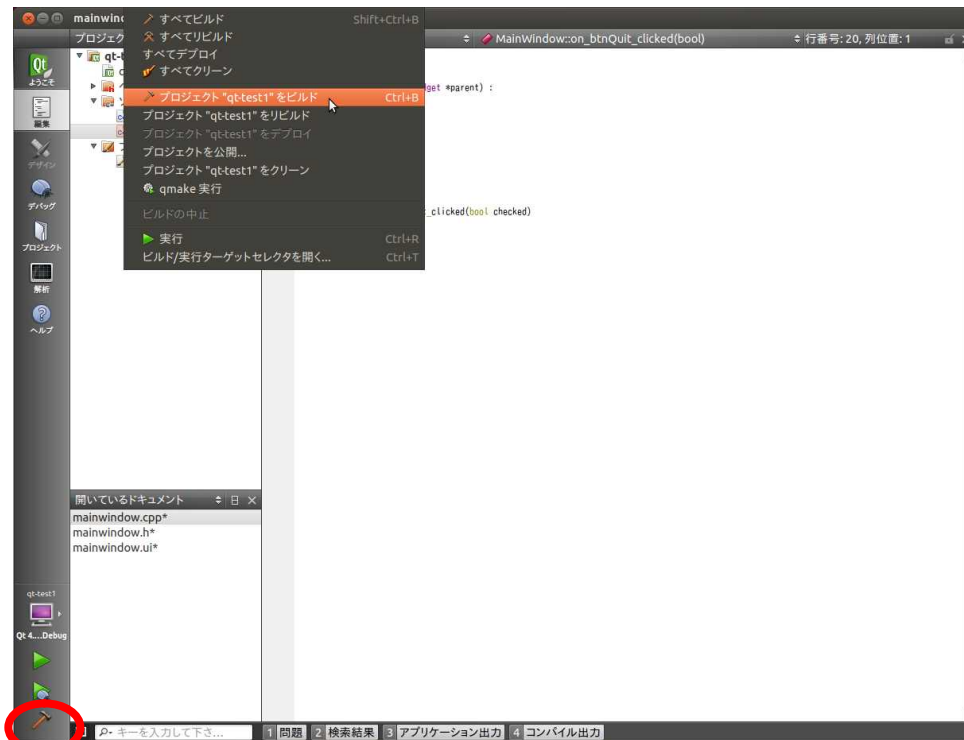 mainwind
すべてビルド Shift+Ctrl+B
すべてリビルド
すべてデプロイ
すべてクリーン
プロジェクト "qt-test1" をビルド Ctrl+B
プロジェクト "qt-test1" をリビルド
プロジェクト "qt-test1" をデプロイ
プロジェクトを公開...
プロジェクト "qt-test1" をクリーン
qmake 実行
ビルドの中止
実行 Ctrl+R
ビルド/実行ターゲットセレクタを開く... Ctrl+T
プロジェク
MainWindow::on_btnQuit_clicked(bool)
行番号: 20, 列位置: 1
qt-t
get *parent) :
_clicked(bool checked)
Qt
ようこそ
編集
デザイン
デバッグ
プロジェクト
解析
ヘルプ
開いているドキュメント
mainwindow.cpp*
mainwindow.h*
mainwindow.ui*
qt-test1
Qt 4....Debug
キーを入力して下さ...
1 問題
2 検索結果
3 アプリケーション出力
4 コンパイル出力